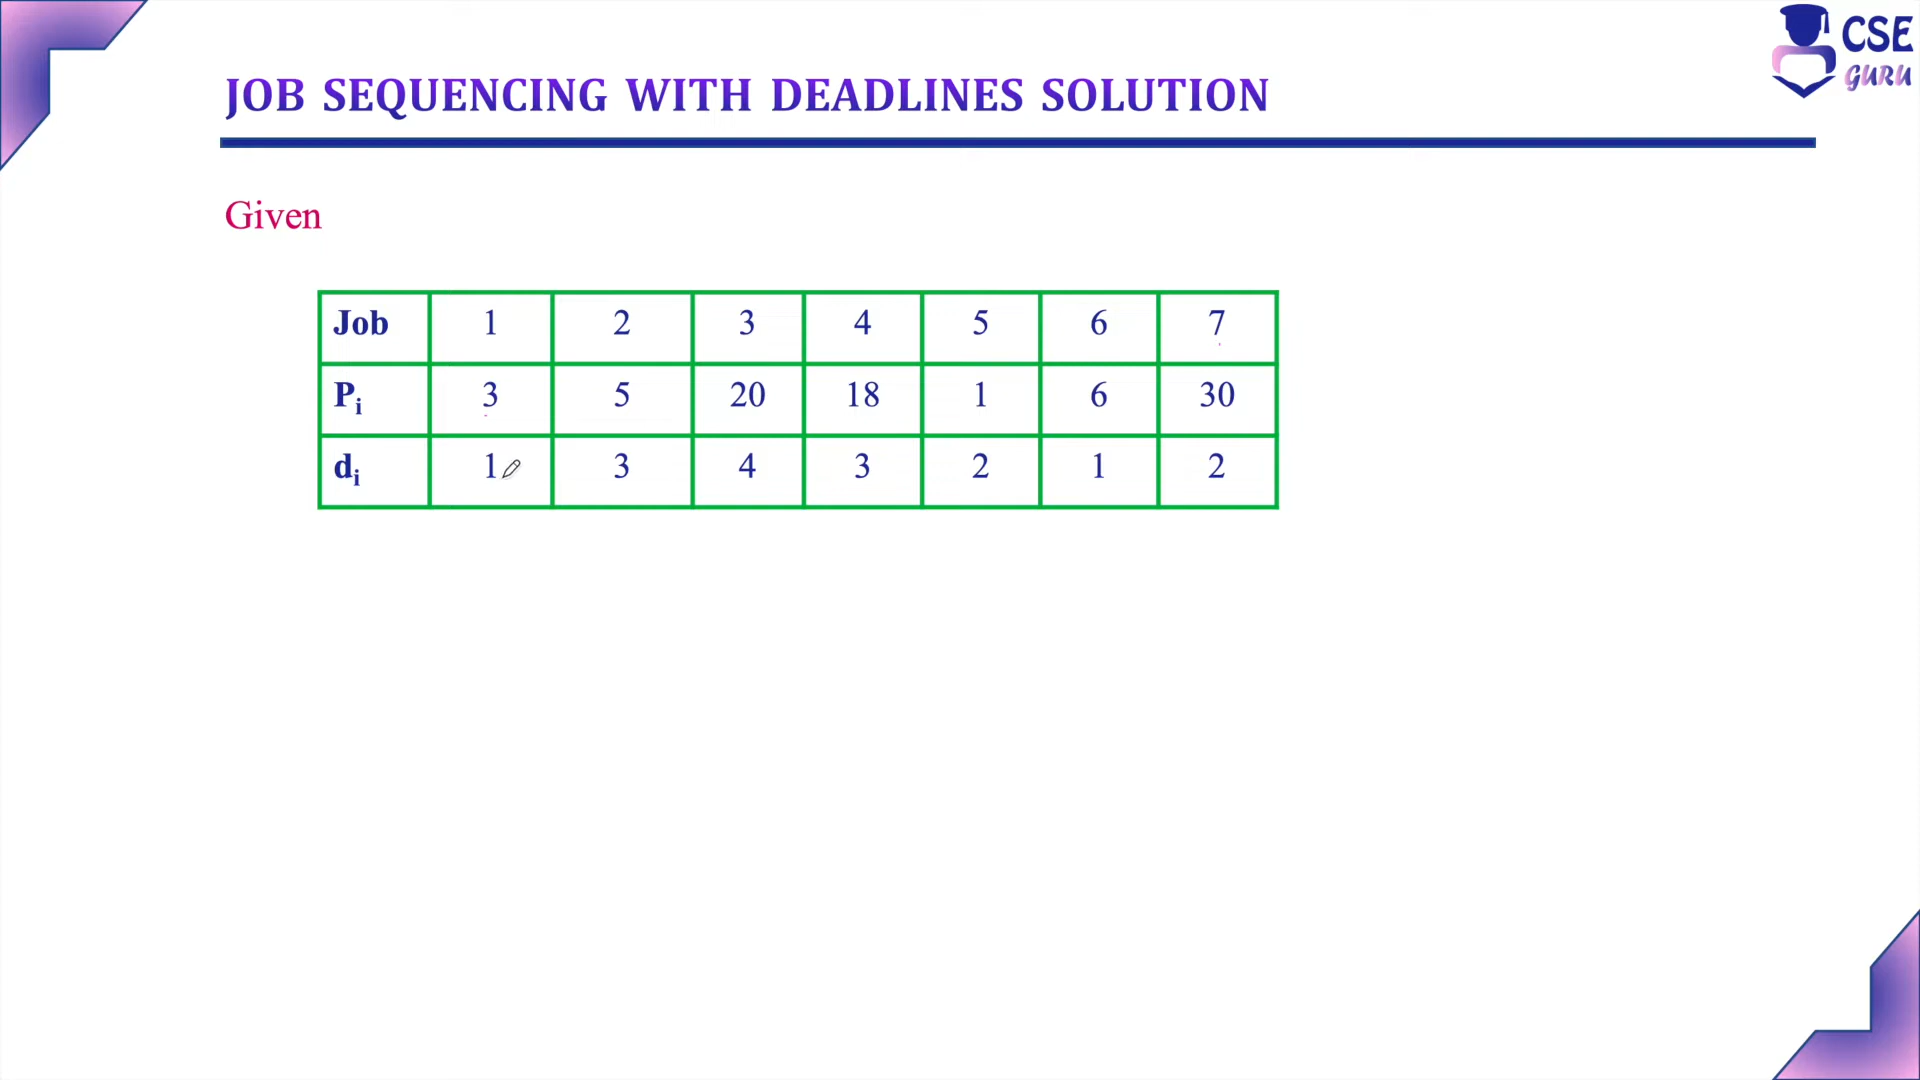 CSE
GURU
JOB SEQUENCING WITH DEADLINES SOLUTION
Given
Job 1 2 3 4 5 6 7
Pi 3 5 20 18 1 6 30
di 1 3 4 3 2 1 2